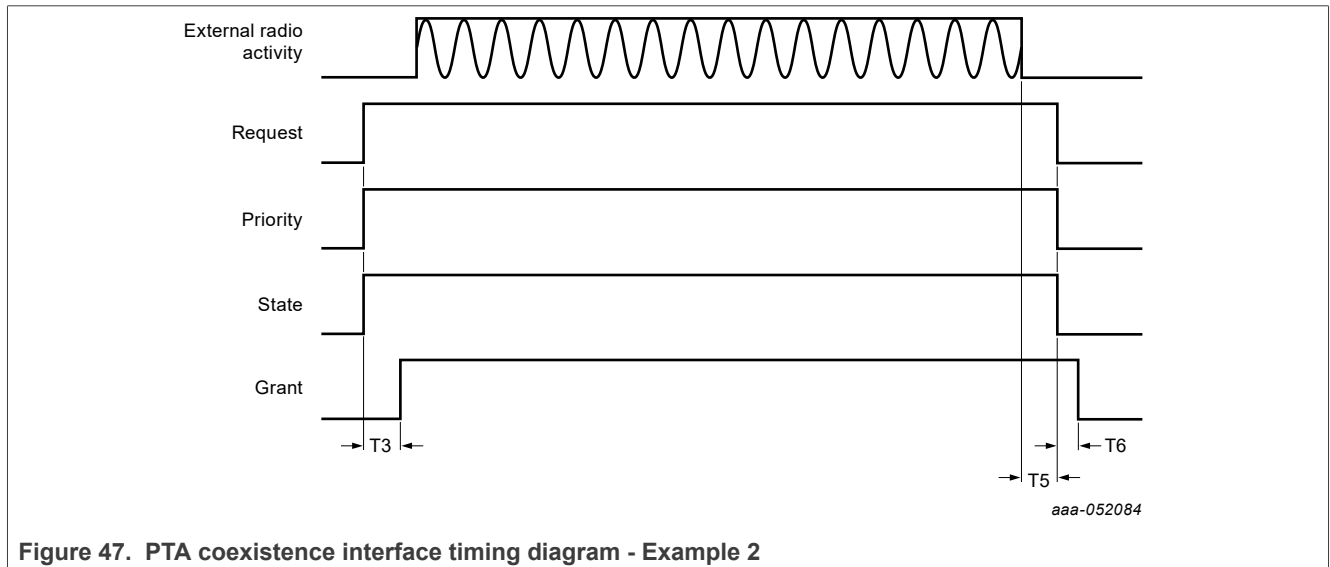 External radio
activity
Request
Priority
State
Grant
T3
T6
T5
aaa-052084
Figure 47. PTA coexistence interface timing diagram - Example 2